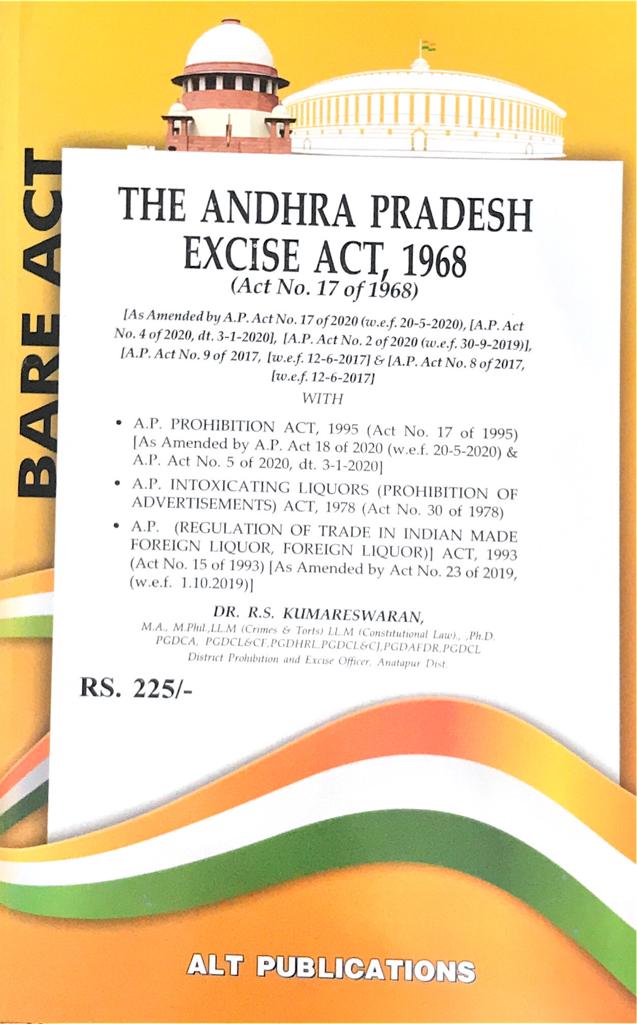 BARE ACT
THE ANDHRA PRADESH
EXCISE ACT, 1968
(Act No. 17 of 1968)
[As Amended by A.P. Act No. 17 of 2020 (w.e.f. 20-5-2020), [A.P. Act
No. 4 of 2020, dt. 3-1-2020], [A.P. Act No. 2 of 2020 (w.e.f. 30-9-2019)],
[A.P. Act No. 9 of 2017, [w.e.f. 12-6-2017] & [A.P. Act No. 8 of 2017,
[w.e.f. 12-6-2017]
WITH
• A.P. PROHIBITION ACT, 1995 (Act No. 17 of 1995)
[As Amended by A.P. Act 18 of 2020 (w.e.f. 20-5-2020) &
A.P. Act No. 5 of 2020, dt. 3-1-2020]
• A.P. INTOXICATING LIQUORS (PROHIBITION OF
ADVERTISEMENTS) ACT, 1978 (Act No. 30 of 1978)
• A.P. (REGULATION OF TRADE IN INDIAN MADE
FOREIGN LIQUOR, FOREIGN LIQUOR)] ACT, 1993
(Act No. 15 of 1993) [As Amended by Act No. 23 of 2019,
(w.e.f. 1.10.2019)]
DR. R.S. KUMARESWARAN,
M.A., M.Phil.,LL.M (Crimes & Torts) LL.M (Constitutional Law)., ,Ph.D.
PGDCA, PGDCL&CF,PGDHRL,PGDCL&CJ,PGDAFDR,PGDCL
District Prohibition and Excise Officer, Anatapur Dist.
RS. 225/-
ALT PUBLICATIONS